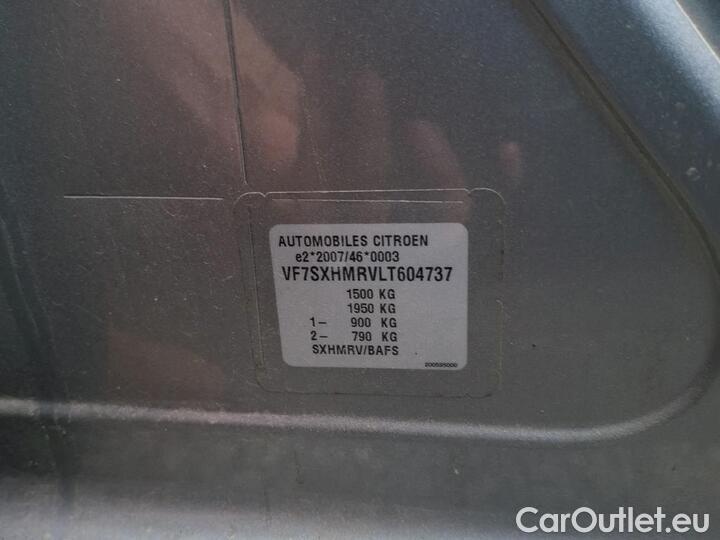 AUTOMOBILES CITROEN
e2*2007/46*0003
VF7SXHMRVLT604737
1500 KG
1950 KG
1- 900 KG
2- 790 KG
SXHMRV/BAFS
CarOutlet.eu